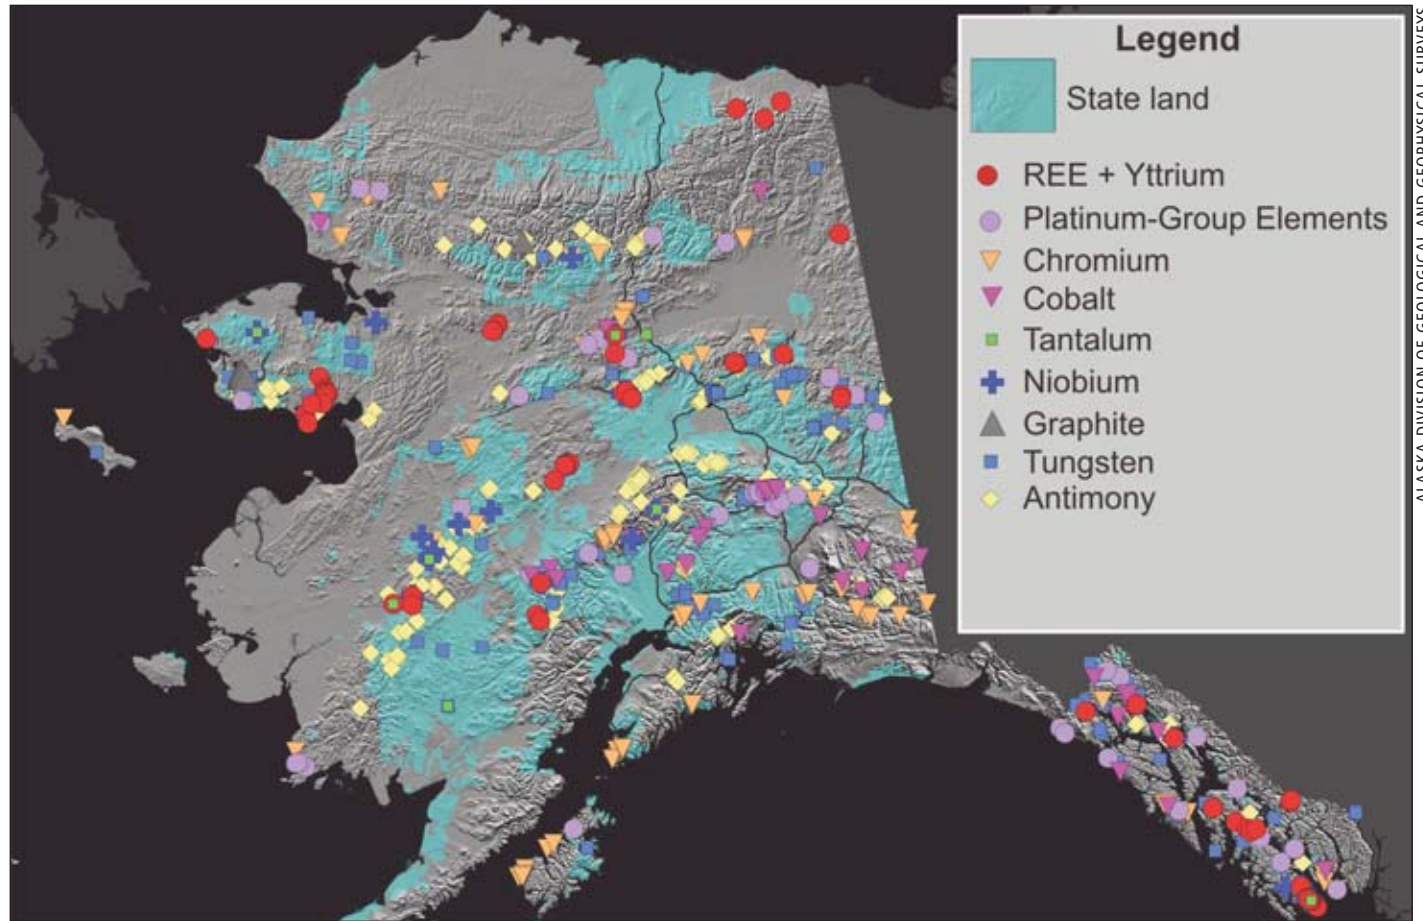 Legend
State land
REE + Yttrium
Platinum-Group Elements
Chromium
Cobalt
Tantalum
Niobium
Graphite
Tungsten
Antimony
ALASKA DIVISION OF GEOLOGICAL AND GEOPHYSICAL SURVEYS